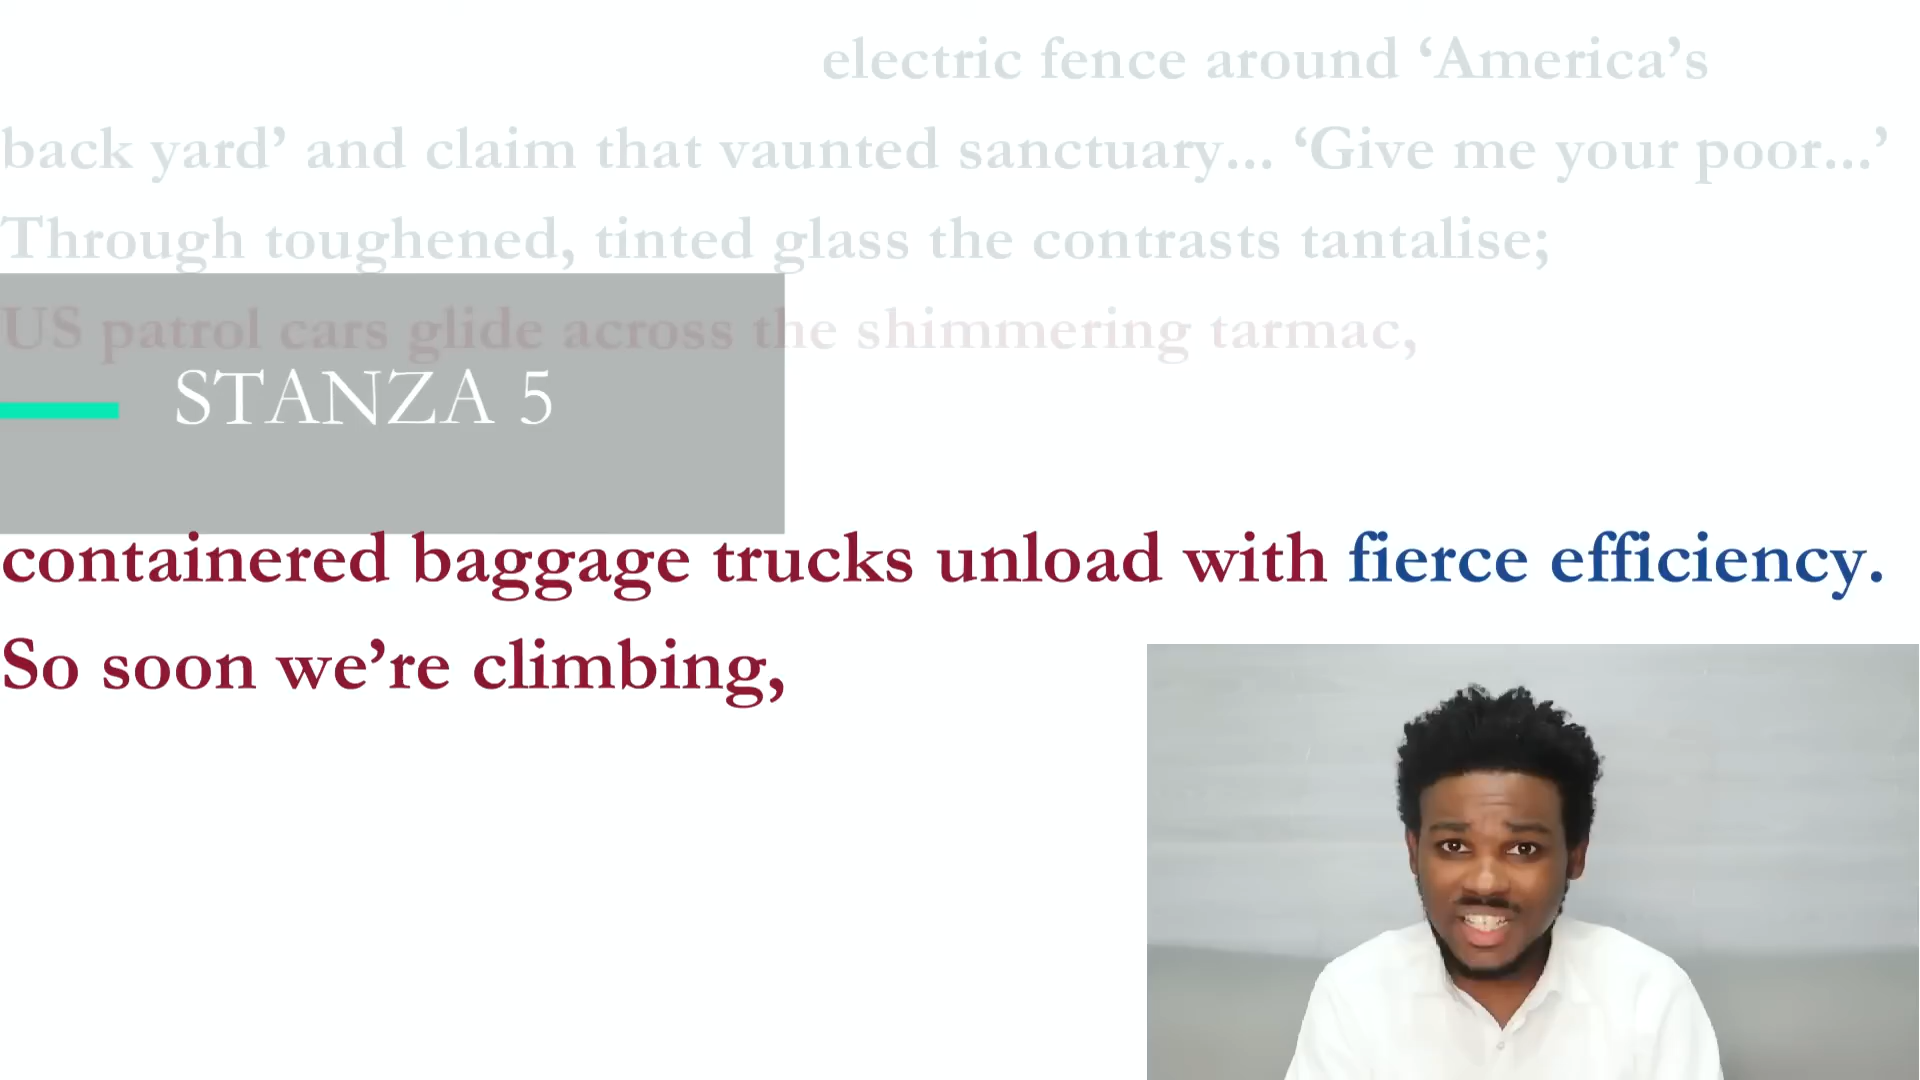 electric fence around ‘America’s
back yard’ and claim that vaunted sanctuary... ‘Give me your poor...’
Through toughened, tinted glass the contrasts tantalise;
US patrol cars glide across the shimmering tarmac,
STANZA 5
containered baggage trucks unload with fierce efficiency.
So soon we’re climbing,